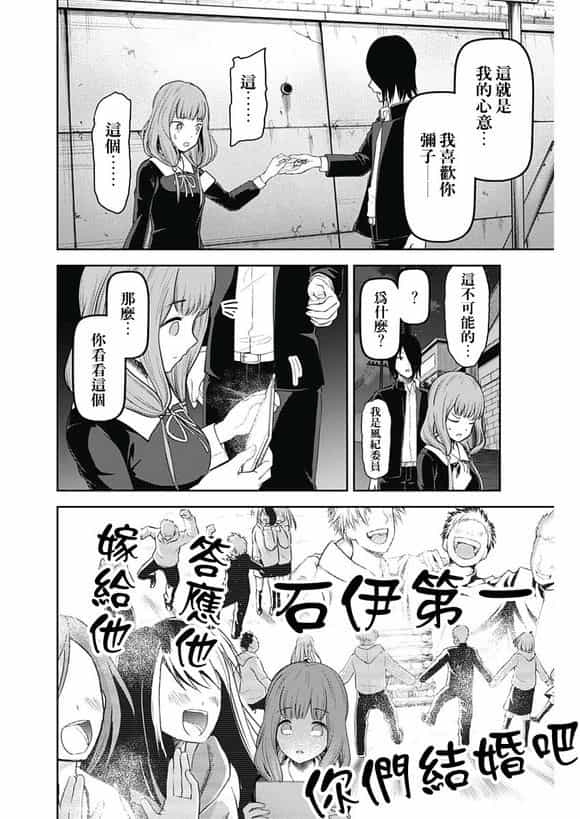 這就是
我的心意…
我喜歡你
彌子……
這……
這個……
這不可能的…
？
爲什麼？
我是風紀委員
那麼…
你看看這個
石伊第一
答應他
嫁給他
你們結婚吧